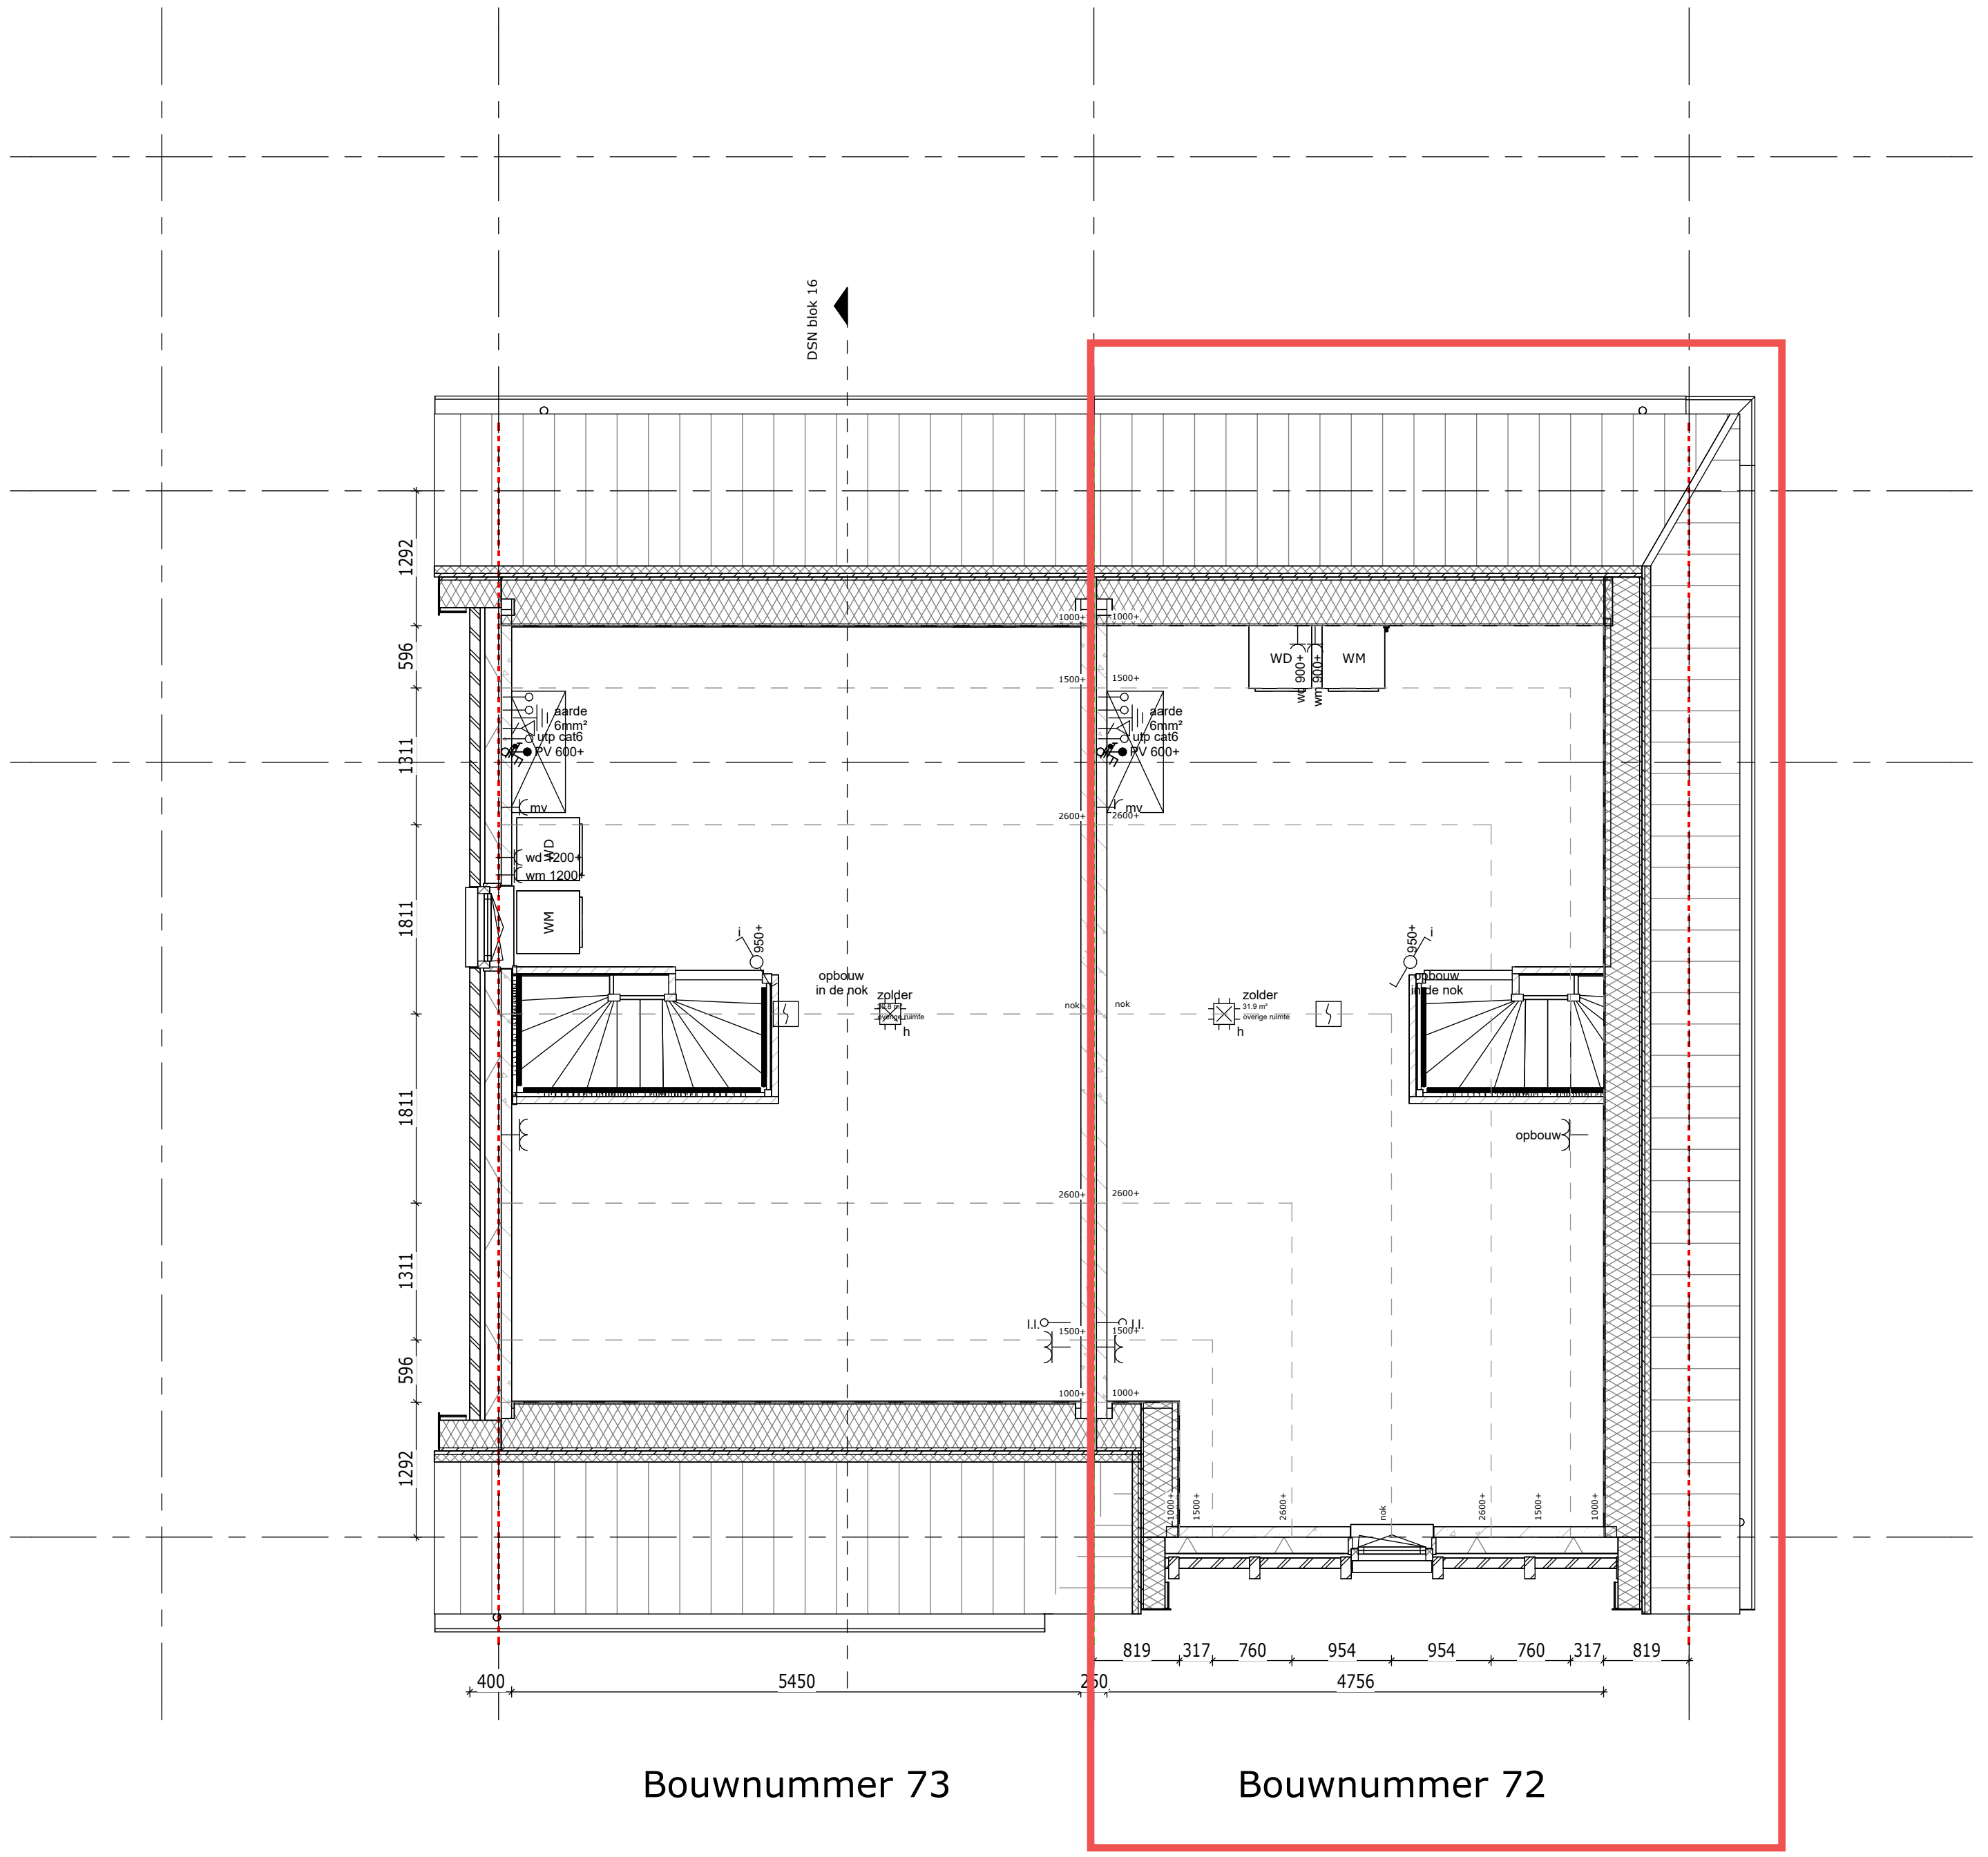 DSN blok 16
1292
596
1311
1811
1811
1311
596
1292
1000+
1000+
1500+
1500+
WD
WM
wd 900+
wm 900+
aarde
6mm²
utp cat6
PV 600+
mv
aarde
6mm²
utp cat6
PV 600+
mv
2600+
2600+
WD
wd 1200+
wm 1200+
WM
i
950+
opbouw
in de nok
zolder
overige ruimte
h
nok
nok
zolder
31.9 m²
overige ruimte
h
950+
i
opbouw
in de nok
opbouw
2600+
2600+
l.l.
l.l.
1500+
1500+
1000+
1000+
1000+
1500+
2600+
nok
2600+
1500+
1000+
819
317
760
954
954
760
317
819
400
5450
250
4756
Bouwnummer 73
Bouwnummer 72